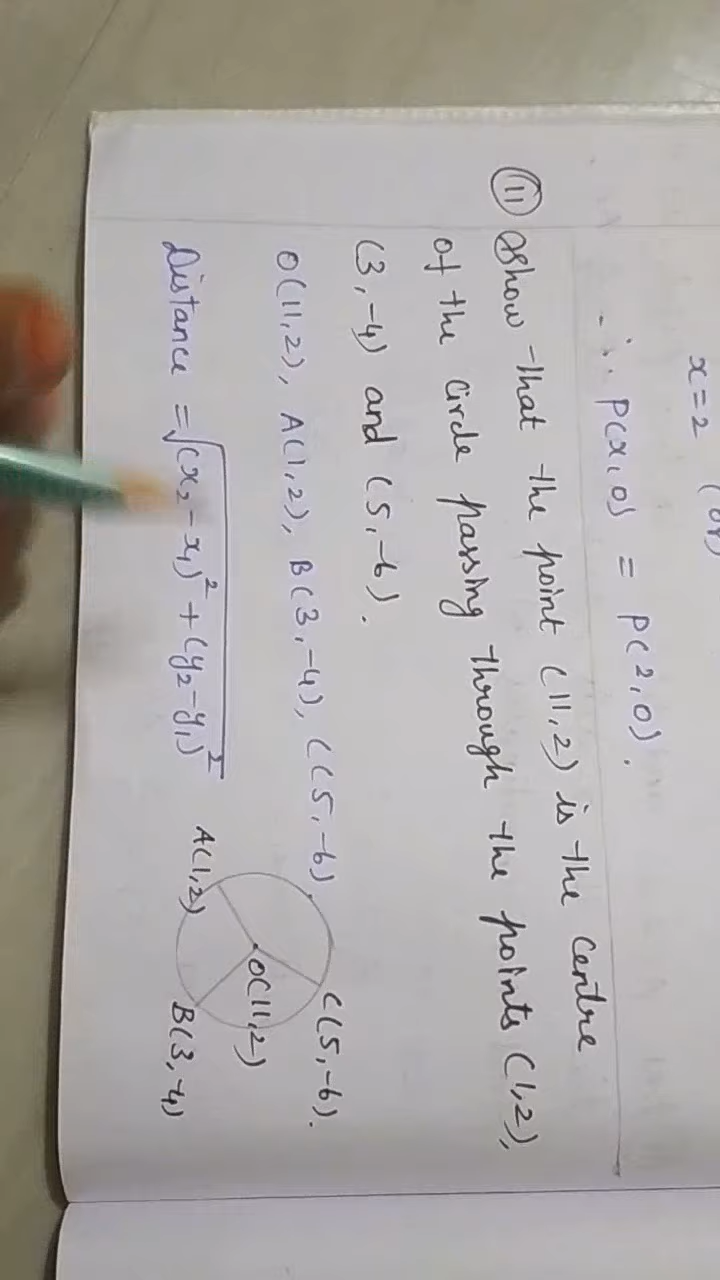 x=2
∴ P(x,0) = P(2,0).
(11) Show that the point (11,2) is the centre
of the circle passing through the points (1,2),
(3,-4) and (5,-6).
O(11,2), A(1,2), B(3,-4), C(5,-6)
Distance = √(x₂-x₁)² + (y₂-y₁)²
C(5,-6).
O(11,2)
A(1,2)
B(3,-4)